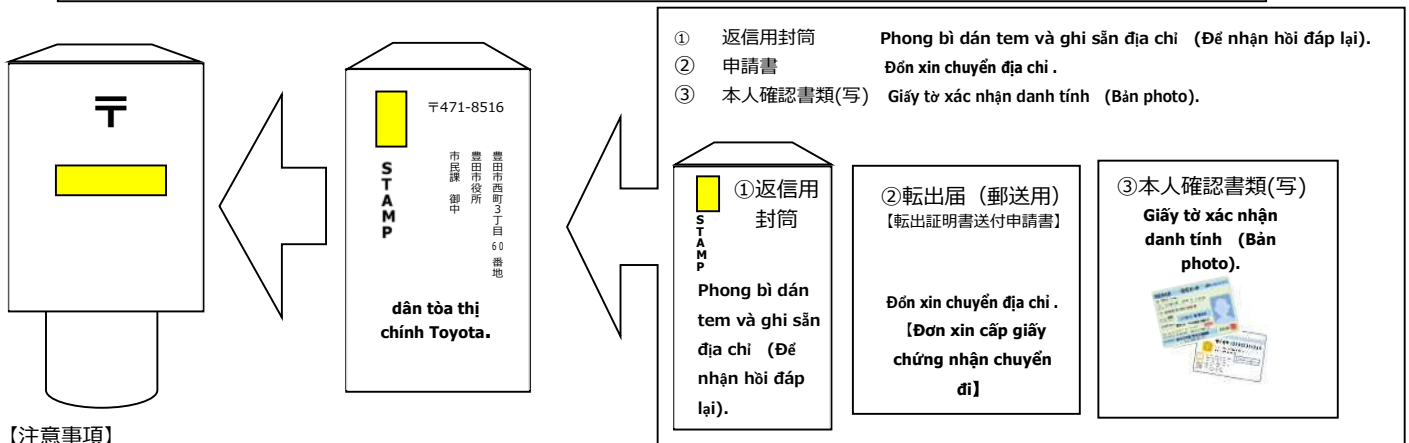 ① 返信用封筒 Phong bì dán tem và ghi sẵn địa chỉ (Để nhận hồi đáp lại).
② 申請書 Đồn xin chuyển địa chỉ .
③ 本人確認書類(写) Giấy tờ xác nhận danh tính (Bản photo).
〒
〒471-8516
豊田市西町3丁目60番地
豊田市役所
市民課 御中
STAMP
dân tòa thị
chính Toyota.
①返信用
封筒
STAMP
Phong bì dán
tem và ghi sẵn
địa chỉ (Để
nhận hồi đáp
lại).
②転出届（郵送用）
【転出証明書送付申請書】
Đồn xin chuyển địa chỉ .
【Đơn xin cấp giấy
chứng nhận chuyển
đi】
③本人確認書類(写)
Giấy tờ xác nhận
danh tính (Bản
photo).
【注意事項】